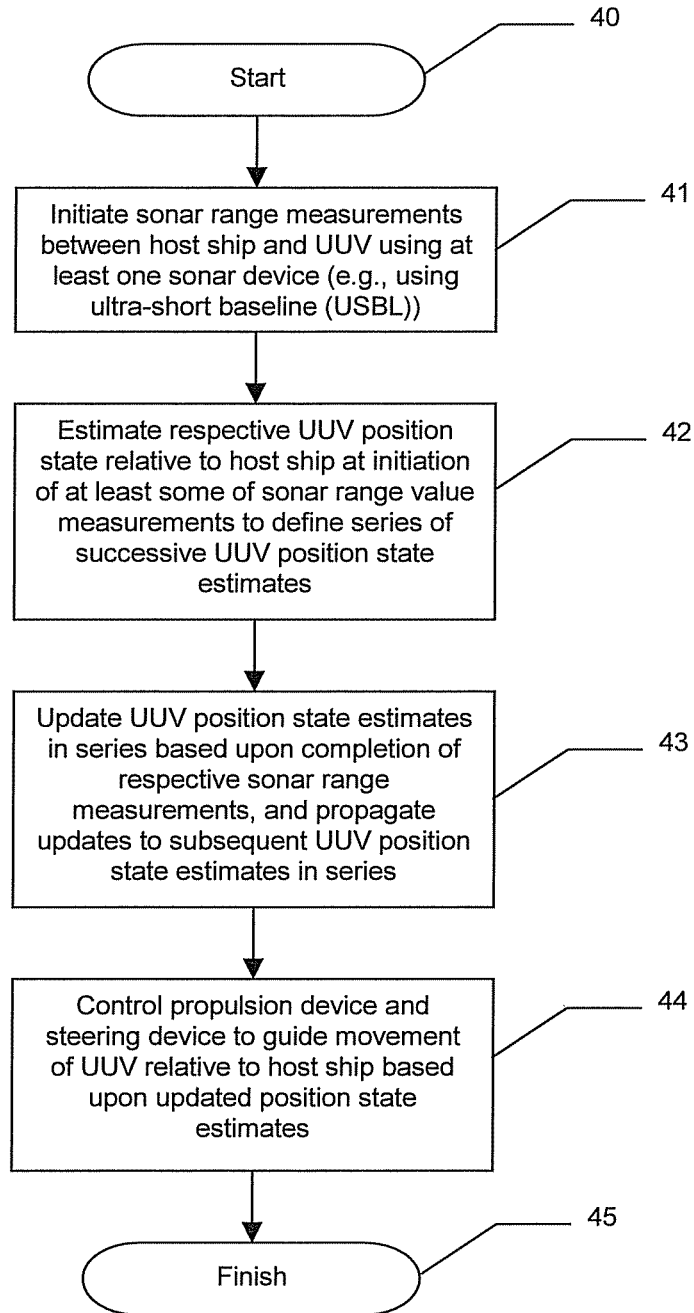 40
Start
41
Initiate sonar range measurements
between host ship and UUV using at
least one sonar device (e.g., using
ultra-short baseline (USBL))
42
Estimate respective UUV position
state relative to host ship at initiation
of at least some of sonar range value
measurements to define series of
successive UUV position state
estimates
43
Update UUV position state estimates
in series based upon completion of
respective sonar range
measurements, and propagate
updates to subsequent UUV position
state estimates in series
44
Control propulsion device and
steering device to guide movement
of UUV relative to host ship based
upon updated position state
estimates
45
Finish